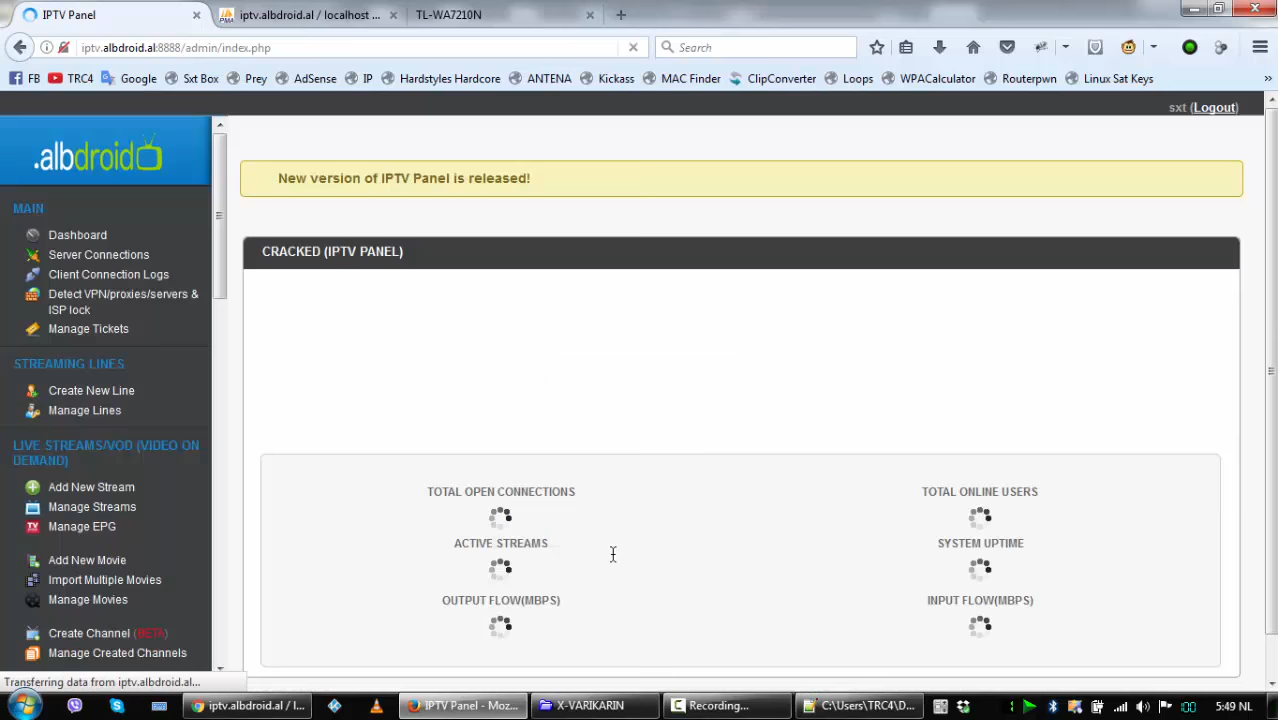 IPTV Panel
iptv.albdroid.al / localhost ...
TL-WA7210N
iptv.albdroid.al:8888/admin/index.php
Search
FB
TRC4
Google
Sxt Box
Prey
AdSense
IP
Hardstyles Hardcore
ANTENA
Kickass
MAC Finder
ClipConverter
Loops
WPACalculator
Routerpwn
Linux Sat Keys
sxt (Logout)
.albdroid
New version of IPTV Panel is released!
MAIN
Dashboard
Server Connections
Client Connection Logs
Detect VPN/proxies/servers &
ISP lock
Manage Tickets
STREAMING LINES
Create New Line
Manage Lines
LIVE STREAMS/VOD (VIDEO ON
DEMAND)
Add New Stream
Manage Streams
Manage EPG
Add New Movie
Import Multiple Movies
Manage Movies
Create Channel (BETA)
Manage Created Channels
CRACKED (IPTV PANEL)
TOTAL OPEN CONNECTIONS
TOTAL ONLINE USERS
ACTIVE STREAMS
SYSTEM UPTIME
OUTPUT FLOW(MBPS)
INPUT FLOW(MBPS)
Transferring data from iptv.albdroid.al...
iptv.albdroid.al / l...
IPTV Panel - Moz...
X-VARIKARIN
Recording...
C:\Users\TRC4\D...
5:49 NL